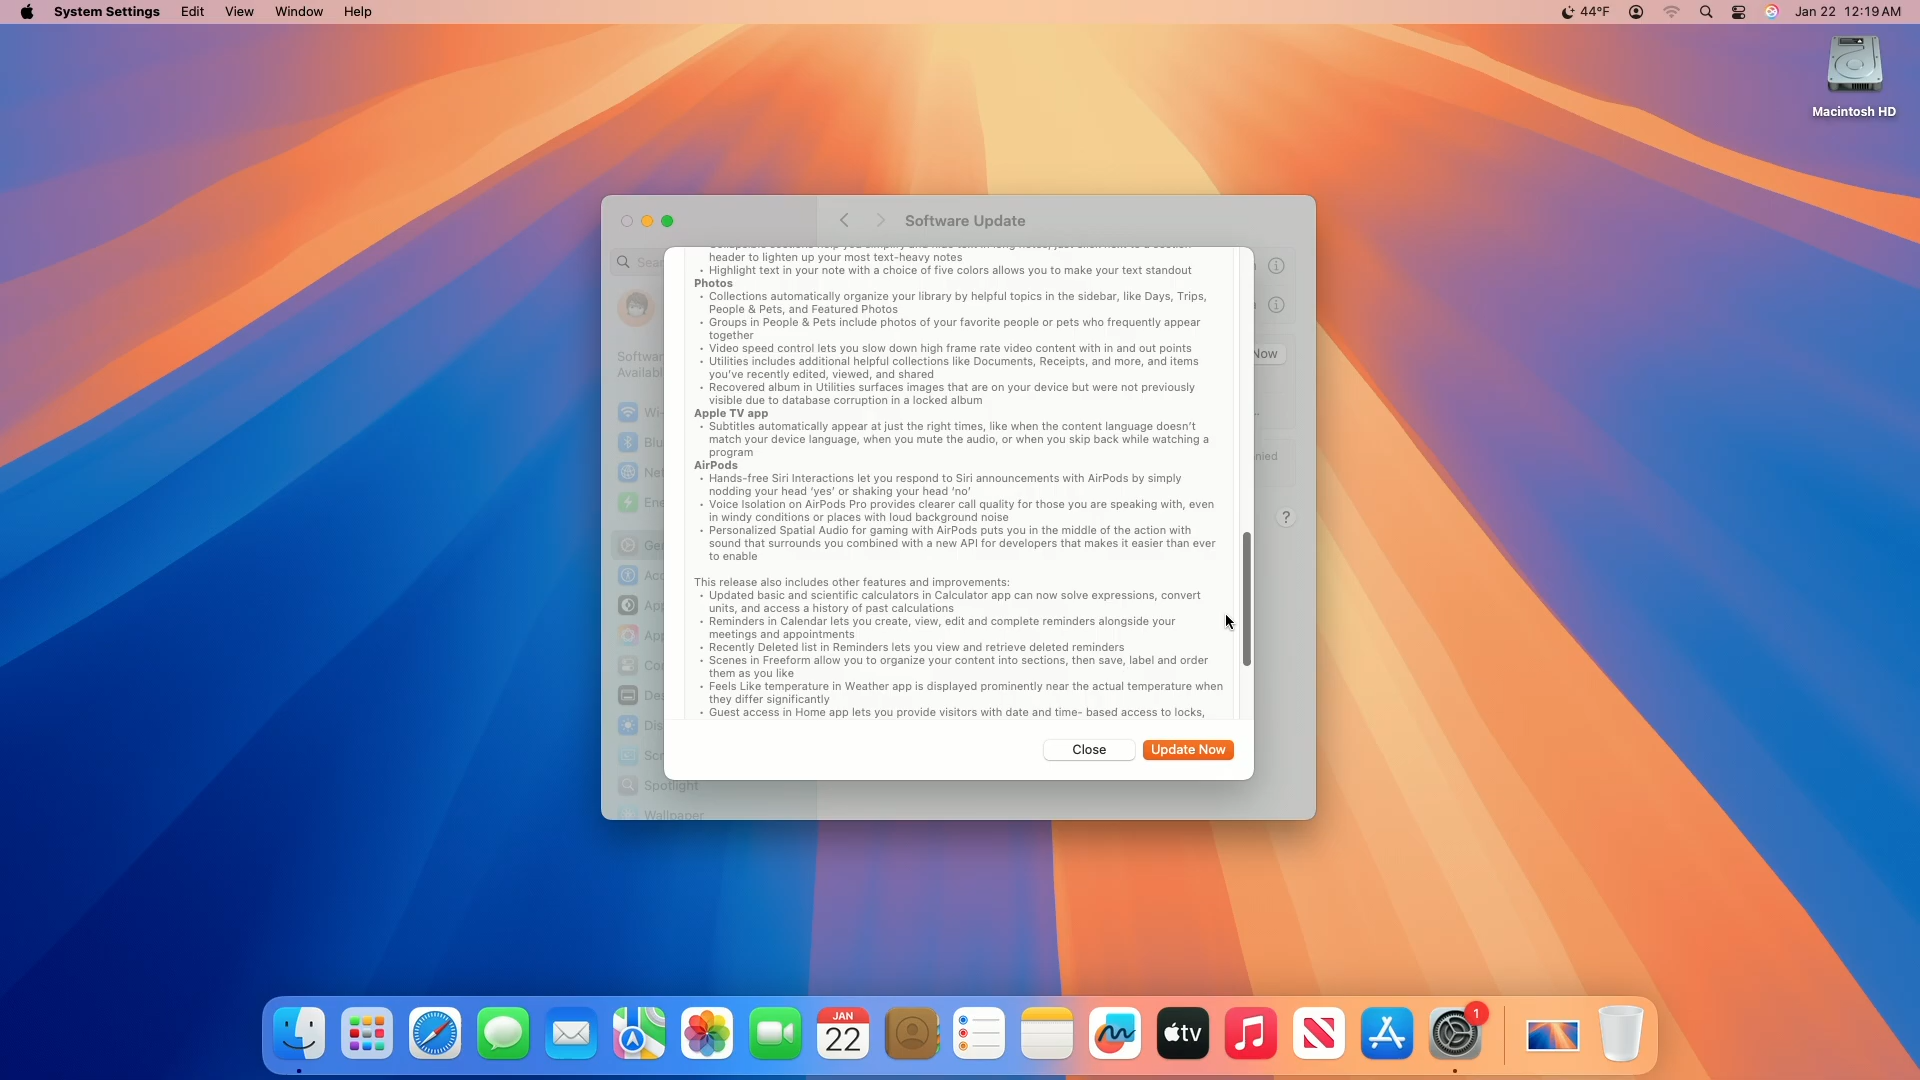 System Settings Edit View Window Help
44°F Jan 22 12:19 AM
Macintosh HD
Software Update
Sear
header to lighten up your most text-heavy notes
• Highlight text in your note with a choice of five colors allows you to make your text standout
Photos
• Collections automatically organize your library by helpful topics in the sidebar, like Days, Trips,
People & Pets, and Featured Photos
• Groups in People & Pets include photos of your favorite people or pets who frequently appear
together
• Video speed control lets you slow down high frame rate video content with in and out points
• Utilities includes additional helpful collections like Documents, Receipts, and more, and items
you've recently edited, viewed, and shared
• Recovered album in Utilities surfaces images that are on your device but were not previously
visible due to database corruption in a locked album
Apple TV app
• Subtitles automatically appear at just the right times, like when the content language doesn't
match your device language, when you mute the audio, or when you skip back while watching a
program
AirPods
• Hands-free Siri Interactions let you respond to Siri announcements with AirPods by simply
nodding your head 'yes' or shaking your head 'no'
• Voice Isolation on AirPods Pro provides clearer call quality for those you are speaking with, even
in windy conditions or places with loud background noise
• Personalized Spatial Audio for gaming with AirPods puts you in the middle of the action with
sound that surrounds you combined with a new API for developers that makes it easier than ever
to enable
This release also includes other features and improvements:
• Updated basic and scientific calculators in Calculator app can now solve expressions, convert
units, and access a history of past calculations
• Reminders in Calendar lets you create, view, edit and complete reminders alongside your
meetings and appointments
• Recently Deleted list in Reminders lets you view and retrieve deleted reminders
• Scenes in Freeform allow you to organize your content into sections, then save, label and order
them as you like
• Feels Like temperature in Weather app is displayed prominently near the actual temperature when
they differ significantly
• Guest access in Home app lets you provide visitors with date and time- based access to locks,
Close Update Now
Now
?
Softwar
Availabl
Spotlight
Wallpaper
JAN
22
tv
1